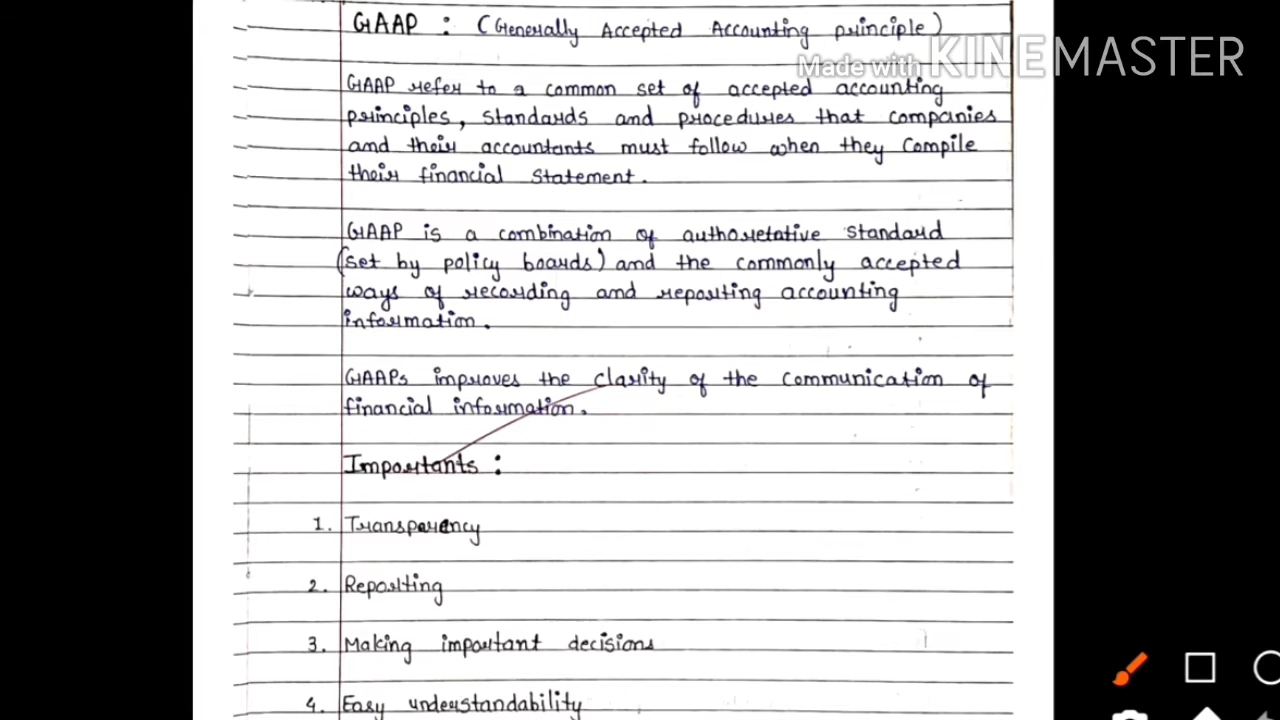 GAAP : (Generally Accepted Accounting principle)
Made with KINEMASTER
GAAP refer to a common set of accepted accounting
principles, standards and procedures that companies
and their accountants must follow when they compile
their financial statement.
GAAP is a combination of authoretative standard
(set by policy boards) and the commonly accepted
ways of recording and reporting accounting
information.
GAAPs improves the clarity of the communication of
financial information.
Importants :
1. Transparency
2. Reporting
3. Making important decisions
4. Easy understandability